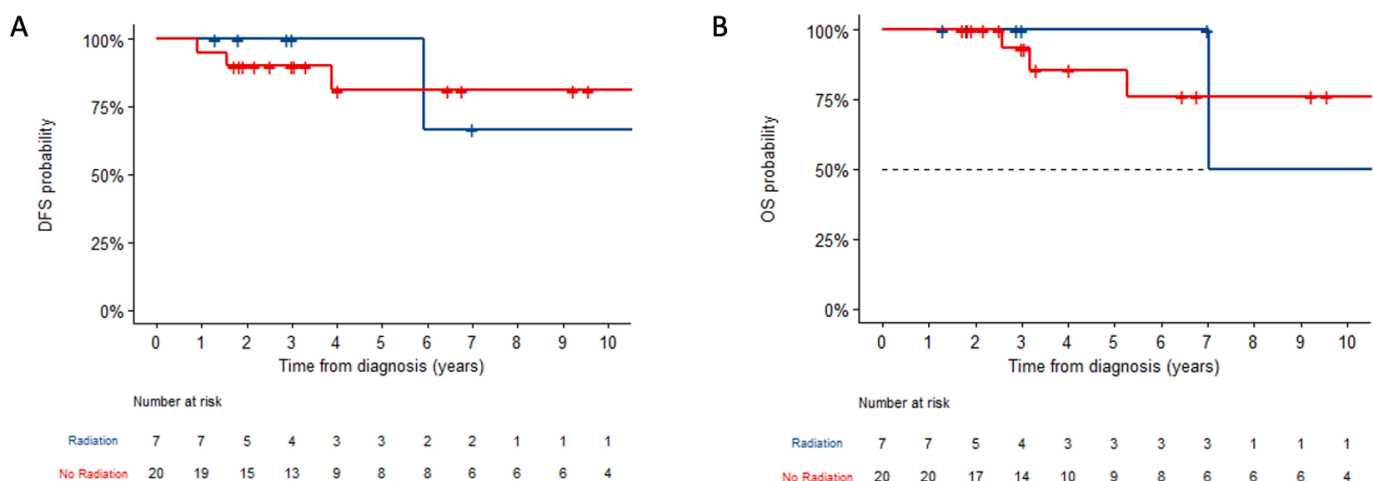 A
100%
75%
50%
25%
0%
DFS probability
0 1 2 3 4 5 6 7 8 9 10
Time from diagnosis (years)
Number at risk
Radiation 7 7 5 4 3 3 2 2 1 1 1
No Radiation 20 19 15 13 9 8 8 6 6 6 4
B
100%
75%
50%
25%
0%
OS probability
0 1 2 3 4 5 6 7 8 9 10
Time from diagnosis (years)
Number at risk
Radiation 7 7 5 4 3 3 3 3 1 1 1
No Radiation 20 20 17 14 10 9 8 6 6 6 4